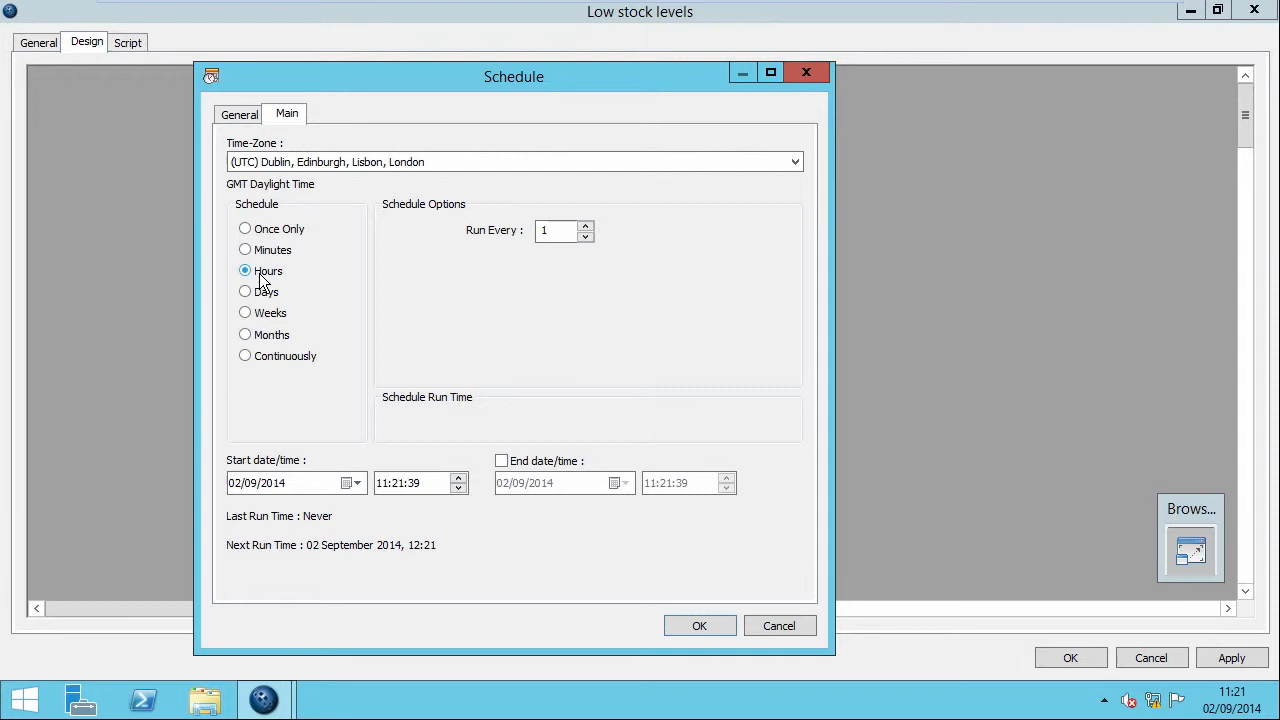 Low stock levels
General Design Script
Schedule
General Main
Time-Zone :
(UTC) Dublin, Edinburgh, Lisbon, London
GMT Daylight Time
Schedule
Schedule Options
Once Only
Run Every : 1
Minutes
Hours
Days
Weeks
Months
Continuously
Schedule Run Time
Start date/time :
End date/time :
02/09/2014 11:21:39
02/09/2014 11:21:39
Last Run Time : Never
Next Run Time : 02 September 2014, 12:21
Brows...
OK Cancel
OK Cancel Apply
11:21
02/09/2014